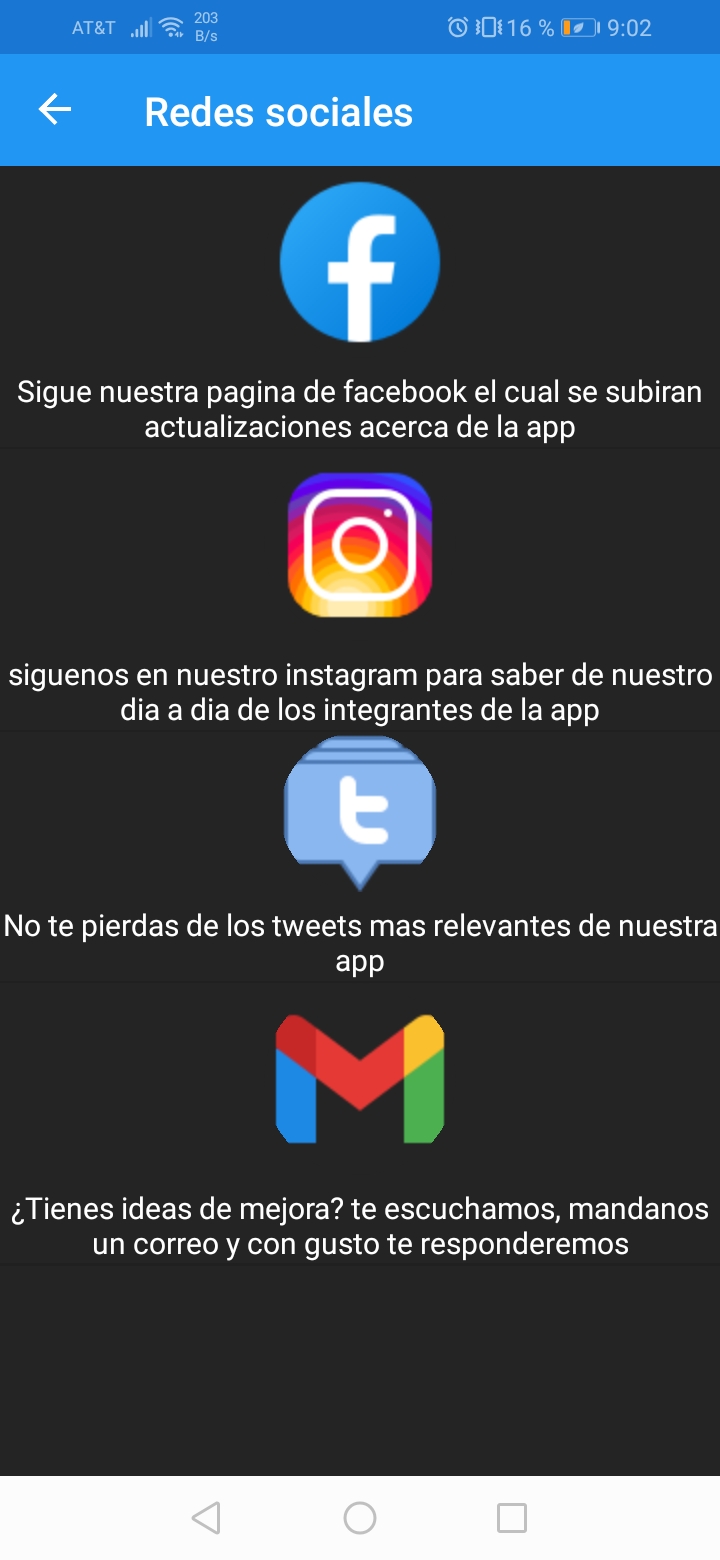 AT&T 203 B/s 16 % 9:02
Redes sociales
Sigue nuestra pagina de facebook el cual se subiran
actualizaciones acerca de la app
siguenos en nuestro instagram para saber de nuestro
dia a dia de los integrantes de la app
No te pierdas de los tweets mas relevantes de nuestra
app
¿Tienes ideas de mejora? te escuchamos, mandanos
un correo y con gusto te responderemos